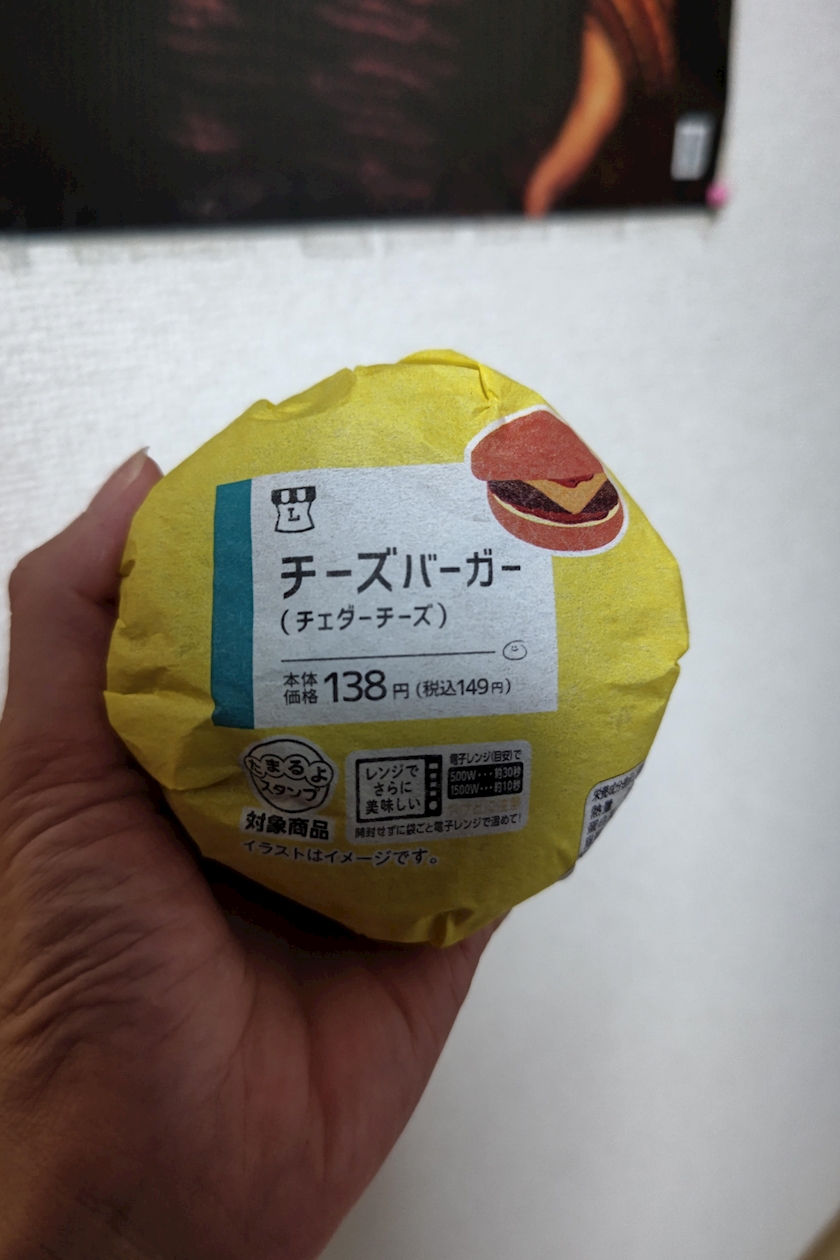 L
チーズバーガー
(チェダーチーズ)
本体価格 138円 (税込149円)
たまるよ
スタンプ
対象商品
レンジで
さらに
美味しい
電子レンジ(目安)で
500W・・・約30秒
1500W・・・約10秒
開封せずに袋ごと電子レンジで温めて!
イラストはイメージです。
熱量